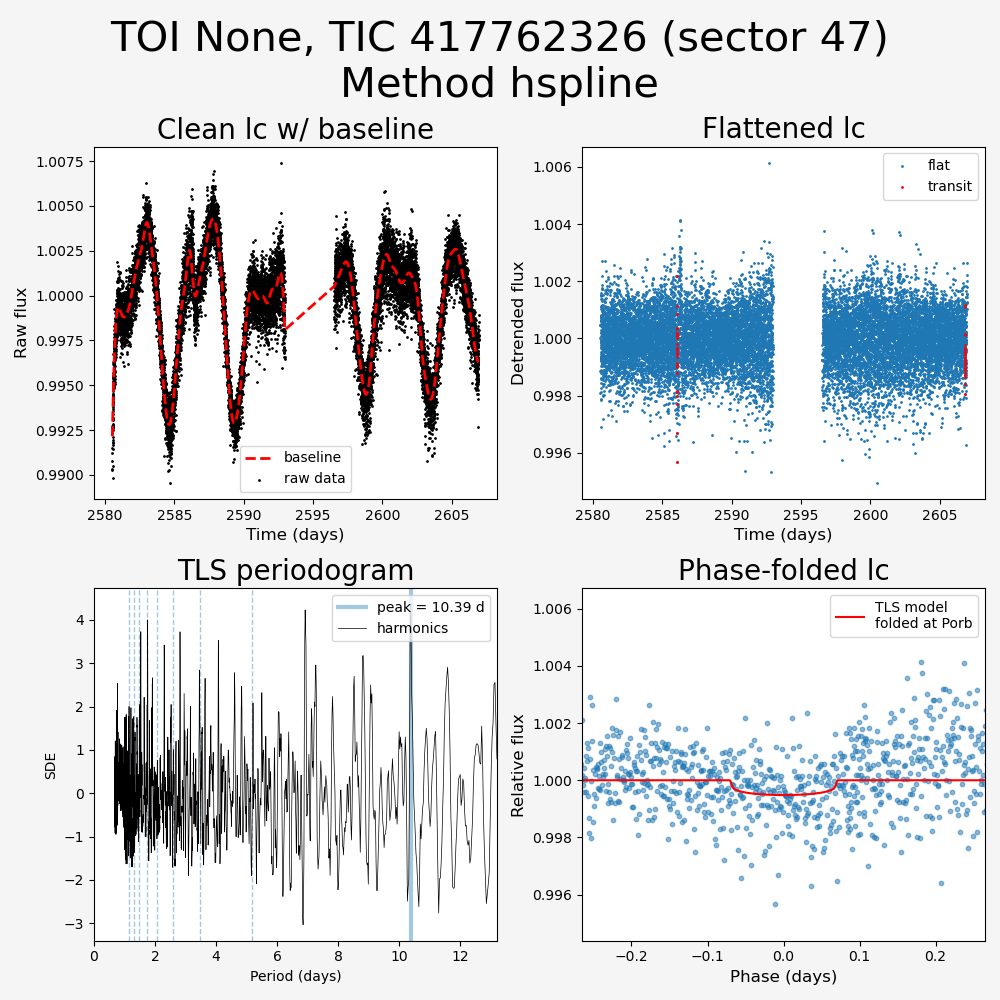 TOI None, TIC 417762326 (sector 47)
Method hspline
Clean lc w/ baseline
Raw flux
1.0075
1.0050
1.0025
1.0000
0.9975
0.9950
0.9925
0.9900
baseline
raw data
2580 2585 2590 2595 2600 2605
Time (days)
Flattened lc
Detrended flux
1.006
1.004
1.002
1.000
0.998
0.996
flat
transit
2580 2585 2590 2595 2600 2605
Time (days)
TLS periodogram
SDE
4
3
2
1
0
−1
−2
−3
peak = 10.39 d
harmonics
0 2 4 6 8 10 12
Period (days)
Phase-folded lc
Relative flux
1.006
1.004
1.002
1.000
0.998
0.996
TLS model
folded at Porb
−0.2 −0.1 0.0 0.1 0.2
Phase (days)